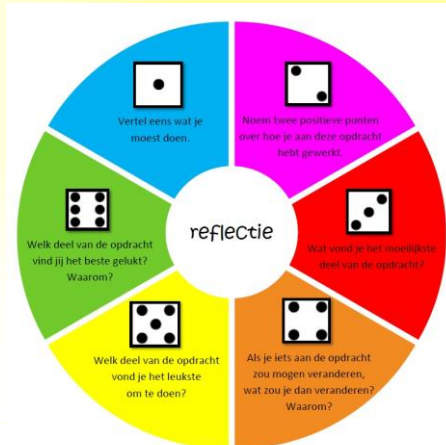 Vertel eens wat je
moest doen.
Noem twee positieve punten
over hoe je aan deze opdracht
hebt gewerkt.
Wat vond je het moeilijkste
deel van de opdracht?
Als je iets aan de opdracht
zou mogen veranderen,
wat zou je dan veranderen?
Waarom?
Welk deel van de opdracht
vond je het leukste
om te doen?
Welk deel van de opdracht
vind jij het beste gelukt?
Waarom?
reflectie